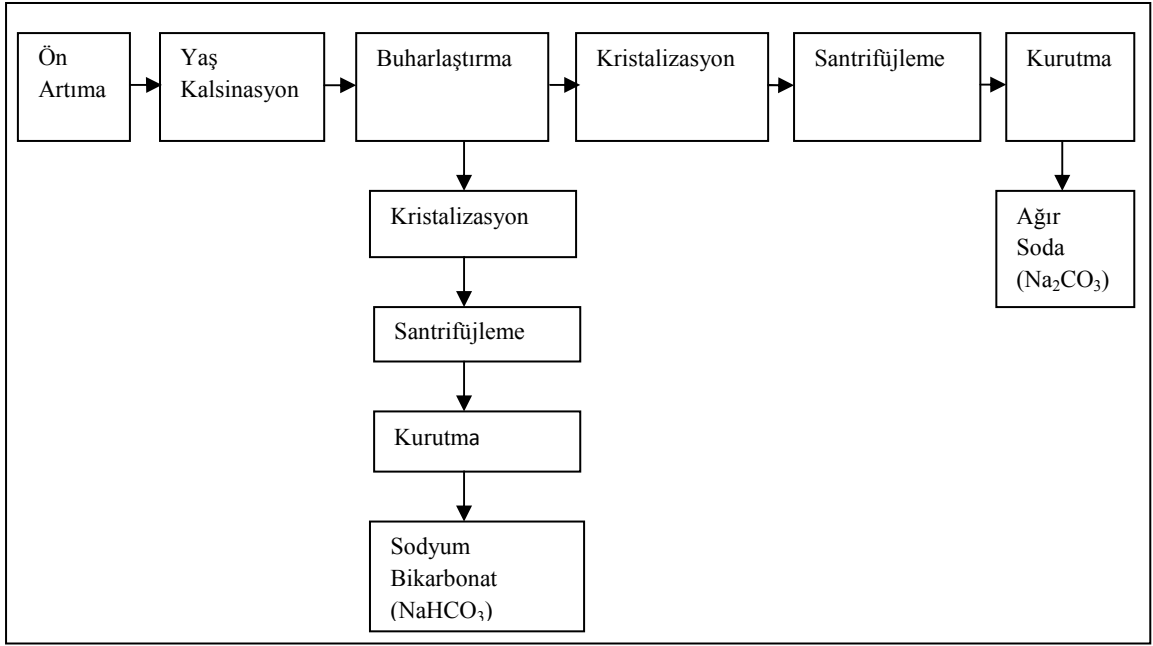 Ön
Artıma
Yaş
Kalsinasyon
Buharlaştırma
Kristalizasyon
Santrifüjleme
Kurutma
Kristalizasyon
Ağır
Soda
(Na₂CO₃)
Santrifüjleme
Kurutma
Sodyum
Bikarbonat
(NaHCO₃)